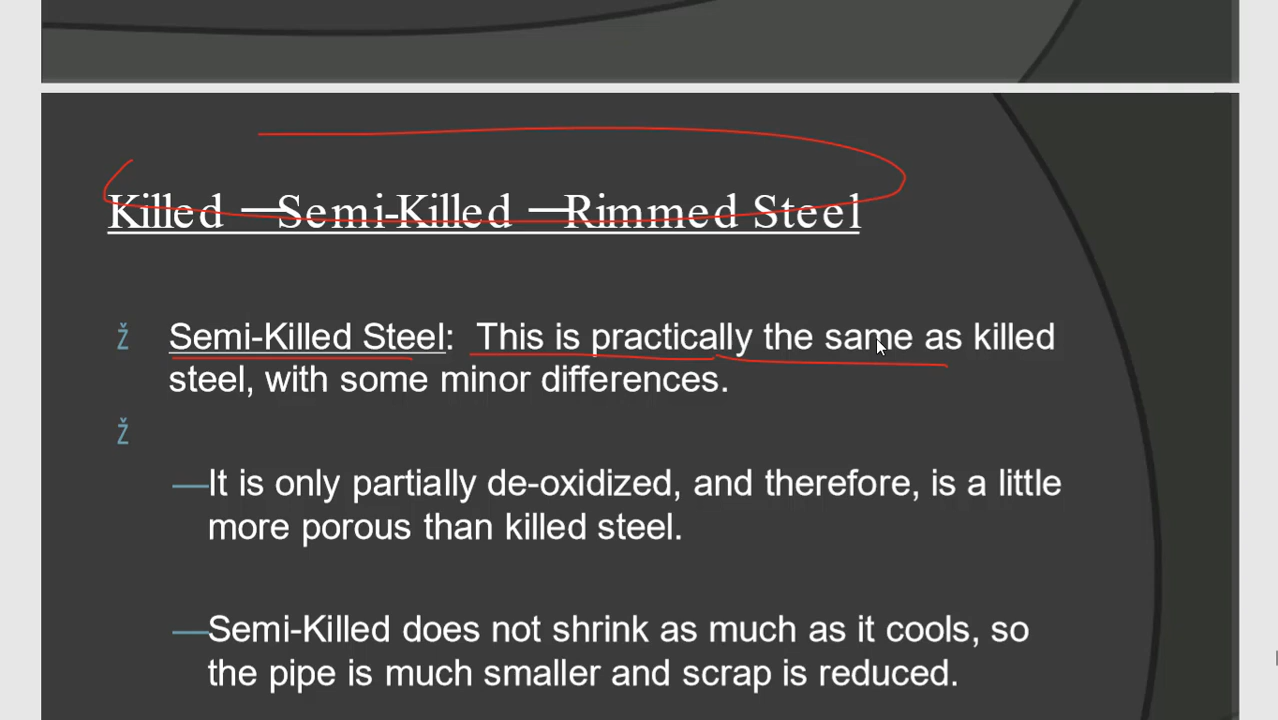 Killed —Semi-Killed —Rimmed Steel
Ž Semi-Killed Steel: This is practically the same as killed
steel, with some minor differences.
Ž
—It is only partially de-oxidized, and therefore, is a little
more porous than killed steel.
—Semi-Killed does not shrink as much as it cools, so
the pipe is much smaller and scrap is reduced.